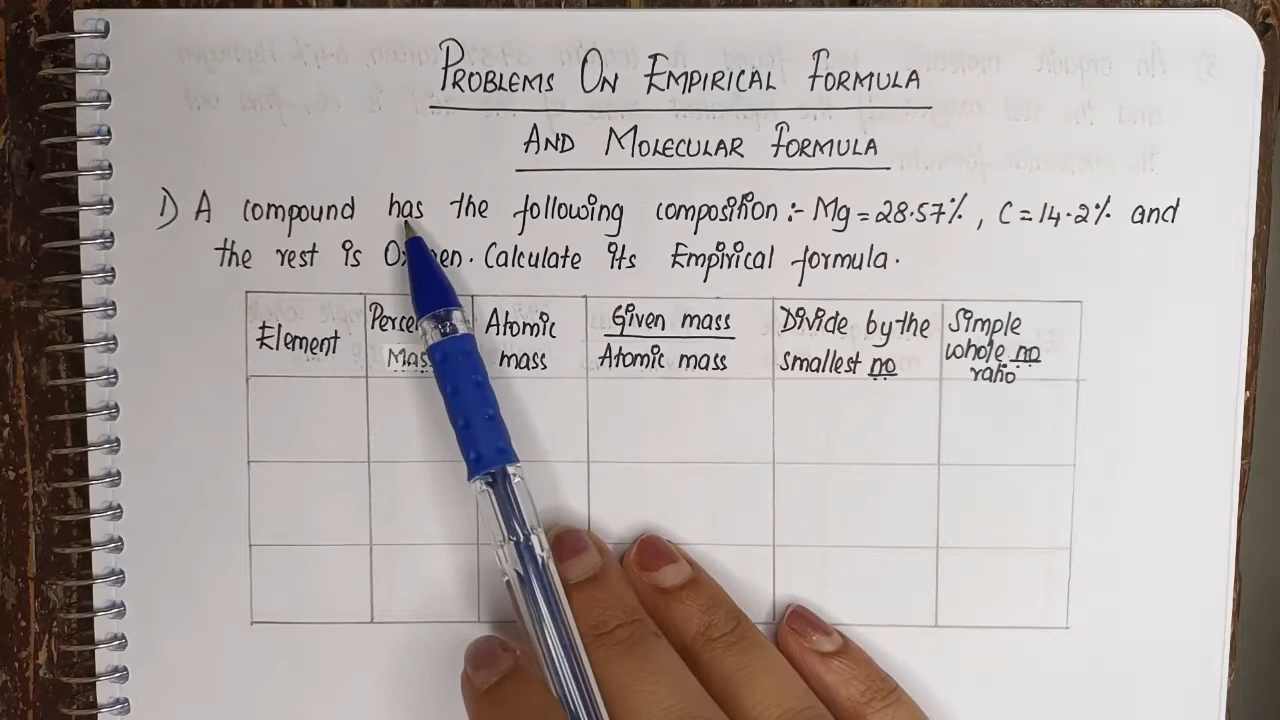 PROBLEMS ON EMPIRICAL FORMULA
AND MOLECULAR FORMULA
1) A compound has the following composition :- Mg = 28.57%, C = 14.2% and
the rest is Calculate its Empirical formula.
Element
Mass
Atomic
mass
Given mass
Atomic mass
Divide by the
smallest no
Simple
whole no
ratio